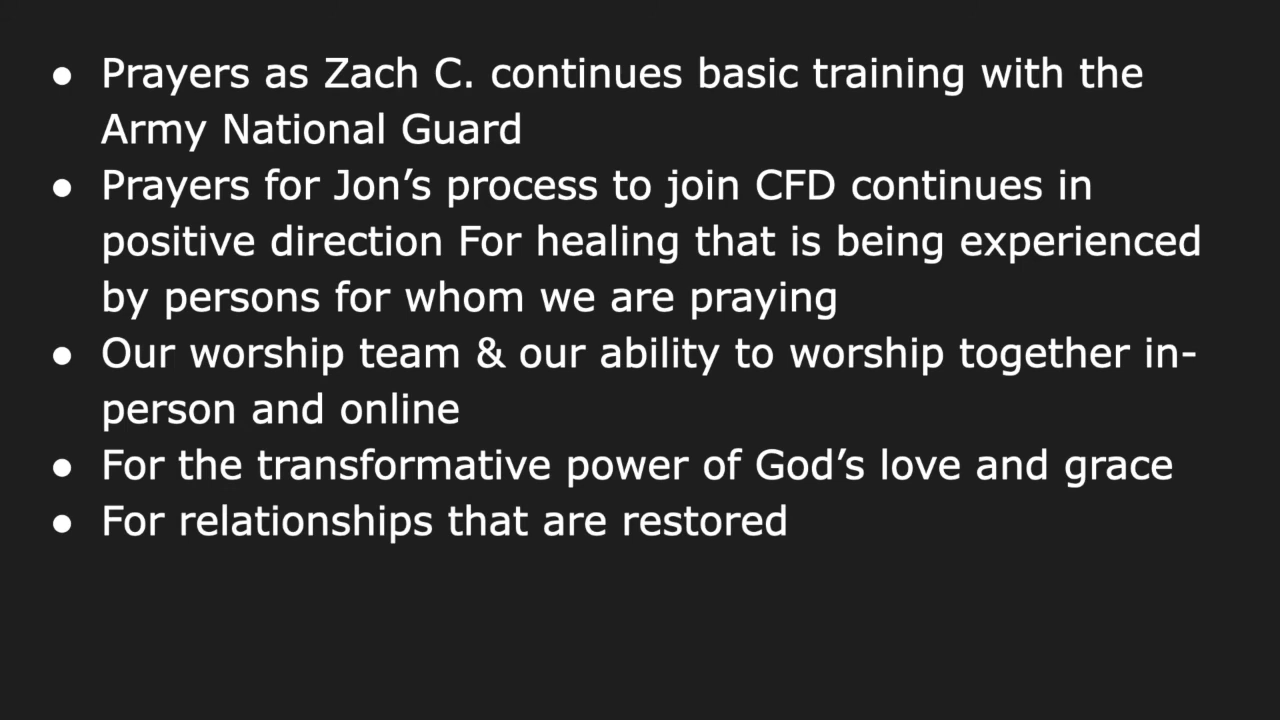 ● Prayers as Zach C. continues basic training with the
Army National Guard
● Prayers for Jon’s process to join CFD continues in
positive direction For healing that is being experienced
by persons for whom we are praying
● Our worship team & our ability to worship together in-
person and online
● For the transformative power of God’s love and grace
● For relationships that are restored